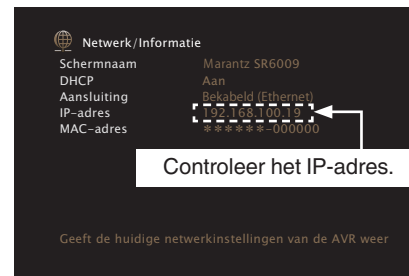 Netwerk/Informatie
Schermnaam Marantz SR6009
DHCP Aan
Aansluiting Bekabeld (Ethernet)
IP-adres 192.168.100.19
MAC-adres ******-000000
Controleer het IP-adres.
Geeft de huidige netwerkinstellingen van de AVR weer